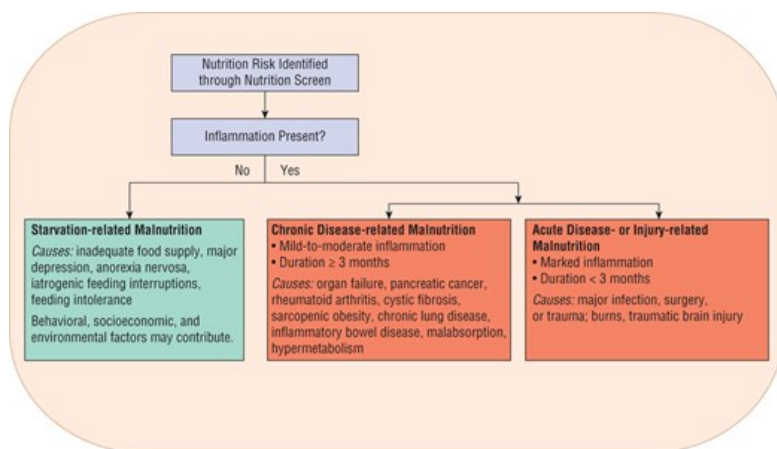 Nutrition Risk Identified
through Nutrition Screen
Inflammation Present?
No
Yes
Starvation-related Malnutrition
Causes: inadequate food supply, major
depression, anorexia nervosa,
iatrogenic feeding interruptions,
feeding intolerance
Behavioral, socioeconomic, and
environmental factors may contribute.
Chronic Disease-related Malnutrition
• Mild-to-moderate inflammation
• Duration ≥ 3 months
Causes: organ failure, pancreatic cancer,
rheumatoid arthritis, cystic fibrosis,
sarcopenic obesity, chronic lung disease,
inflammatory bowel disease, malabsorption,
hypermetabolism
Acute Disease- or Injury-related
Malnutrition
• Marked inflammation
• Duration < 3 months
Causes: major infection, surgery,
or trauma; burns, traumatic brain injury